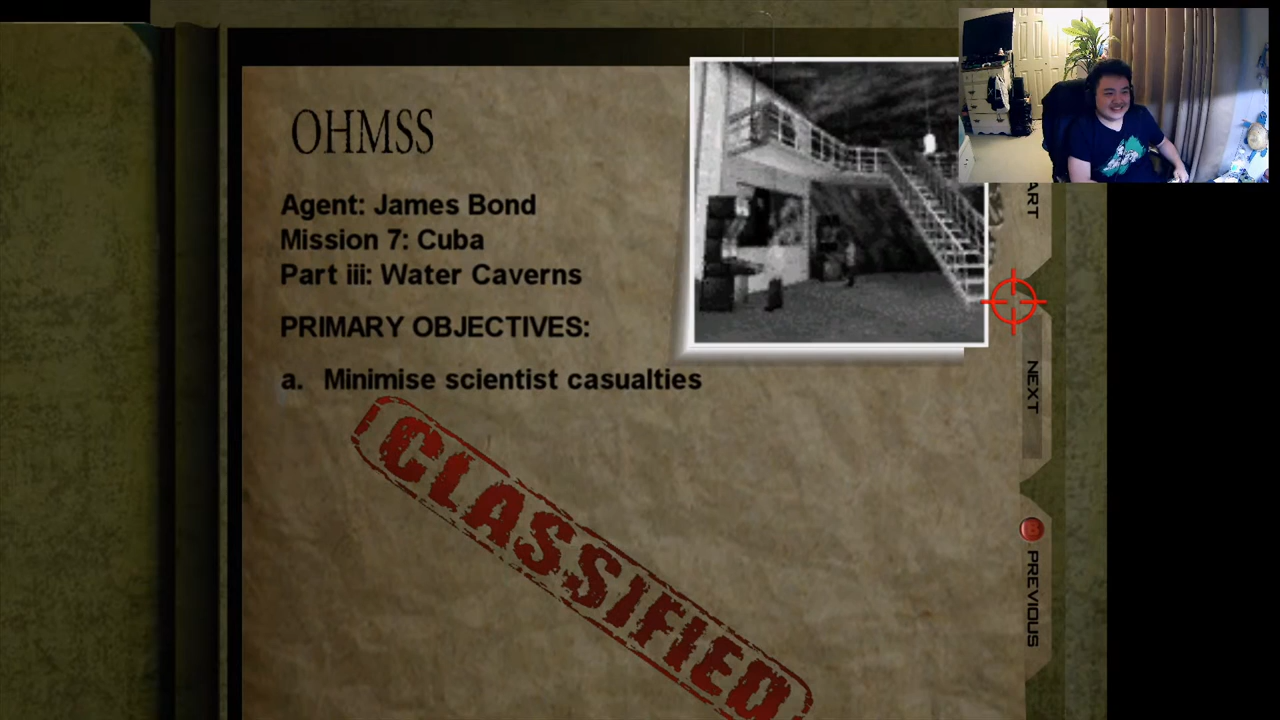 OHMSS
Agent: James Bond
Mission 7: Cuba
Part iii: Water Caverns
PRIMARY OBJECTIVES:
a. Minimise scientist casualties
CLASSIFIED
ART
NEXT
PREVIOUS